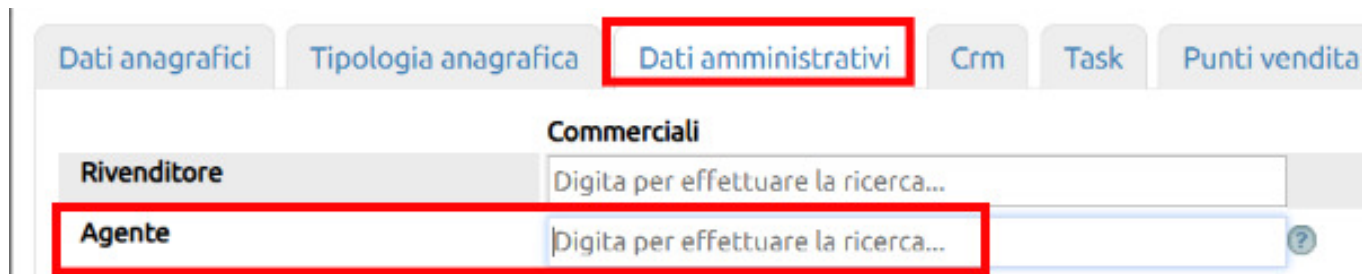 Dati anagrafici Tipologia anagrafica Dati amministrativi Crm Task Punti vendita
Commerciali
Rivenditore Digita per effettuare la ricerca...
Agente Digita per effettuare la ricerca... ?